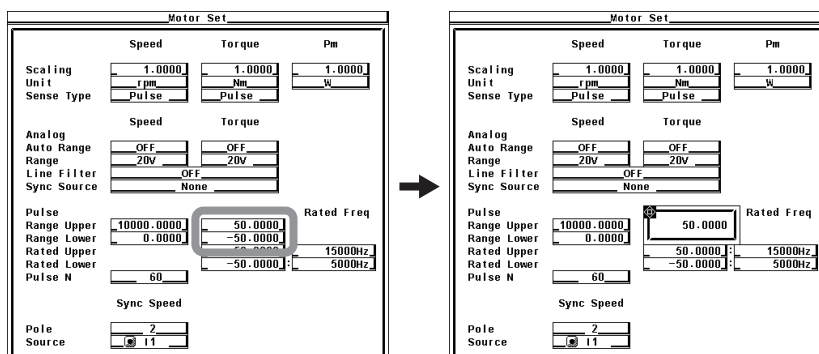 Motor Set
Speed Torque Pm
Scaling 1.0000 1.0000 1.0000
Unit rpm Nm W
Sense Type Pulse Pulse
Speed Torque
Analog
Auto Range OFF OFF
Range 20V 20V
Line Filter OFF
Sync Source None
Pulse Rated Freq
Range Upper 10000.0000 50.0000
Range Lower 0.0000 -50.0000
Rated Upper 50.0000 : 15000Hz
Rated Lower -50.0000 : 5000Hz
Pulse N 60
Sync Speed
Pole 2
Source I1
Motor Set
Speed Torque Pm
Scaling 1.0000 1.0000 1.0000
Unit rpm Nm W
Sense Type Pulse Pulse
Speed Torque
Analog
Auto Range OFF OFF
Range 20V 20V
Line Filter OFF
Sync Source None
Pulse Rated Freq
Range Upper 10000.0000 50.0000
Range Lower 0.0000
Rated Upper 50.0000 : 15000Hz
Rated Lower -50.0000 : 5000Hz
Pulse N 60
Sync Speed
Pole 2
Source I1